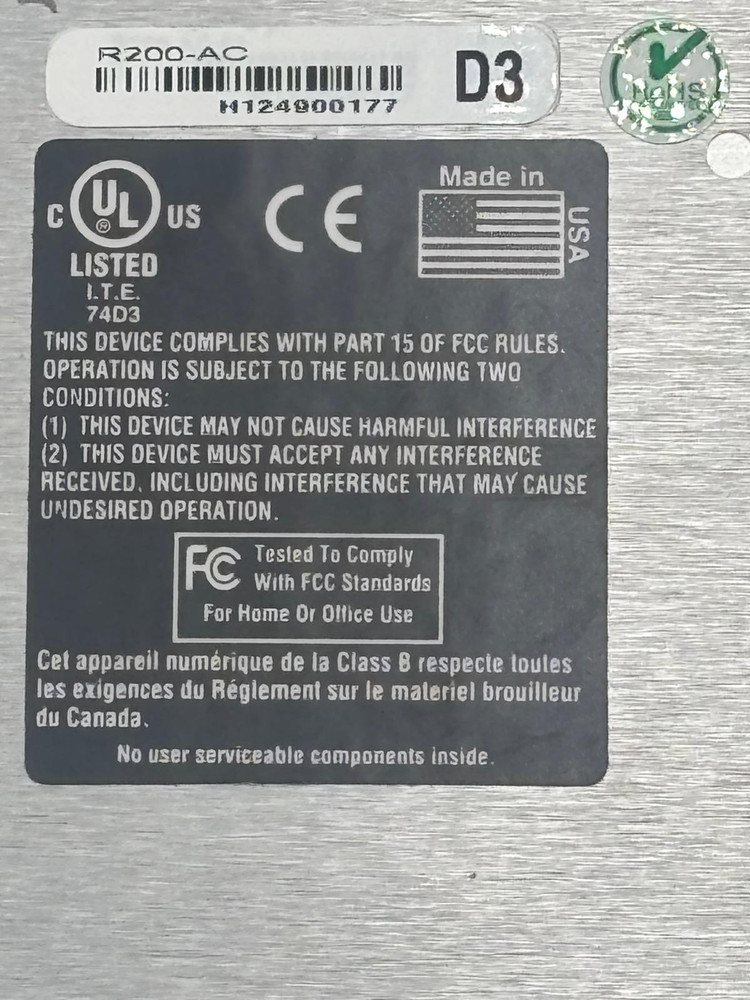 R200-AC
D3
H124900177
RoHS
C UL US
®
LISTED
I.T.E.
74D3
CE
Made in
USA
THIS DEVICE COMPLIES WITH PART 15 OF FCC RULES.
OPERATION IS SUBJECT TO THE FOLLOWING TWO
CONDITIONS:
(1) THIS DEVICE MAY NOT CAUSE HARMFUL INTERFERENCE
(2) THIS DEVICE MUST ACCEPT ANY INTERFERENCE
RECEIVED, INCLUDING INTERFERENCE THAT MAY CAUSE
UNDESIRED OPERATION.
FC Tested To Comply
With FCC Standards
For Home Or Office Use
Cet appareil numérique de la Class B respecte toutes
les exigences du Réglement sur le materiel brouilleur
du Canada.
No user serviceable components inside.